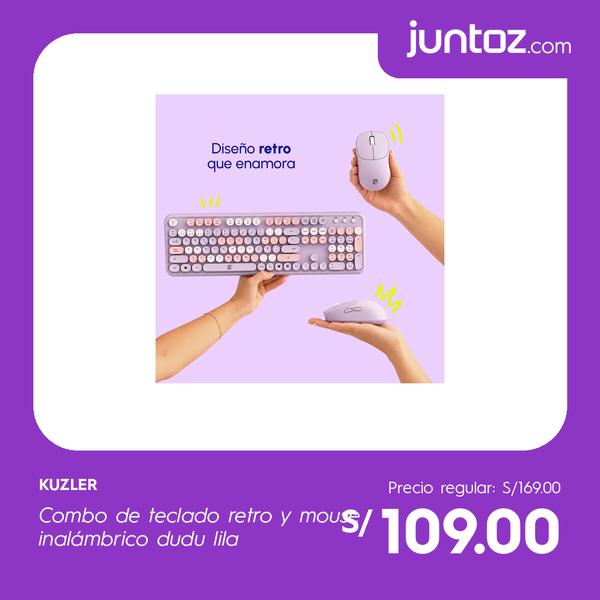 juntoz.com
Diseño retro
que enamora
KUZLER
Combo de teclado retro y mouse
inalámbrico dudu lila
Precio regular: S/169.00
S/ 109.00